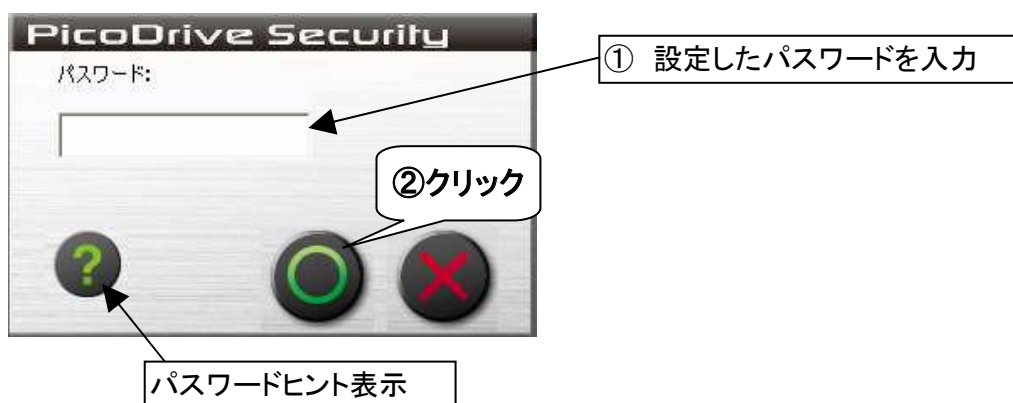 PicoDrive Security
パスワード:
① 設定したパスワードを入力
②クリック
?
パスワードヒント表示